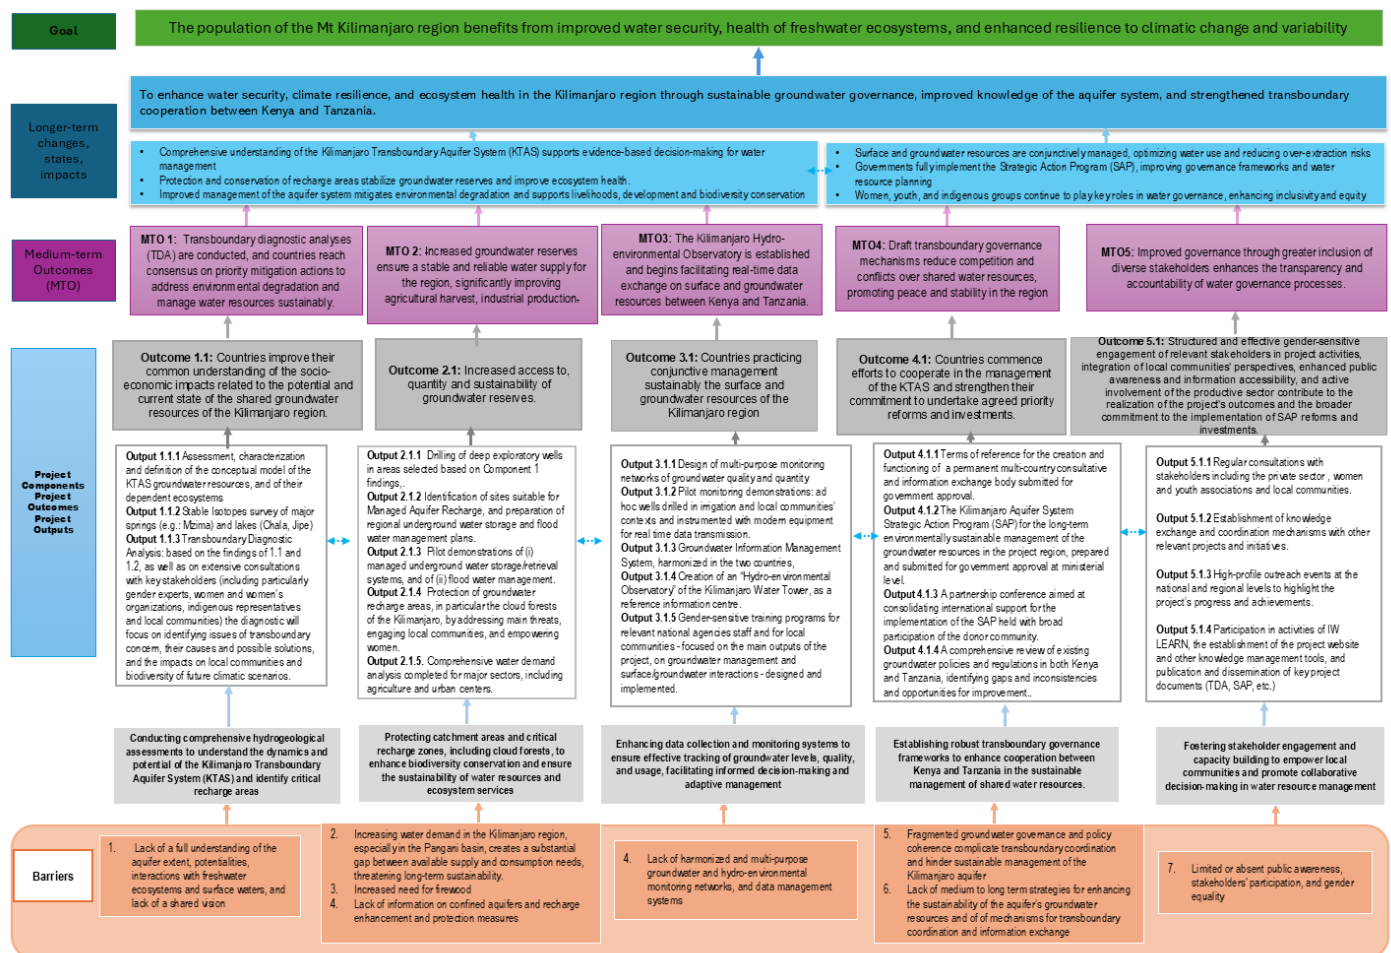 Goal
The population of the Mt Kilimanjaro region benefits from improved water security, health of freshwater ecosystems, and enhanced resilience to climatic change and variability
Longer-term
changes,
states,
impacts
To enhance water security, climate resilience, and ecosystem health in the Kilimanjaro region through sustainable groundwater governance, improved knowledge of the aquifer system, and strengthened transboundary
cooperation between Kenya and Tanzania.
• Comprehensive understanding of the Kilimanjaro Transboundary Aquifer System (KTAS) supports evidence-based decision-making for water
management
• Protection and conservation of recharge areas stabilize groundwater reserves and improve ecosystem health.
• Improved management of the aquifer system mitigates environmental degradation and supports livelihoods, development and biodiversity conservation
• Surface and groundwater resources are conjunctively managed, optimizing water use and reducing over-extraction risks
• Governments fully implement the Strategic Action Program (SAP), improving governance frameworks and water
resource planning
• Women, youth, and indigenous groups continue to play key roles in water governance, enhancing inclusivity and equity
Medium-term
Outcomes
(MTO)
MTO 1: Transboundary diagnostic analyses
(TDA) are conducted, and countries reach
consensus on priority mitigation actions to
address environmental degradation and
manage water resources sustainably.
MTO 2: Increased groundwater reserves
ensure a stable and reliable water supply for
the region, significantly improving
agricultural harvest, industrial production.
MTO3: The Kilimanjaro Hydro-
environmental Observatory is established
and begins facilitating real-time data
exchange on surface and groundwater
resources between Kenya and Tanzania.
MTO4: Draft transboundary governance
mechanisms reduce competition and
conflicts over shared water resources,
promoting peace and stability in the region
MTO5: Improved governance through greater inclusion of
diverse stakeholders enhances the transparency and
accountability of water governance processes.
Project
Components
Project
Outcomes
Project
Outputs
Outcome 1.1: Countries improve their
common understanding of the socio-
economic impacts related to the potential and
current state of the shared groundwater
resources of the Kilimanjaro region.
Outcome 2.1: Increased access to,
quantity and sustainability of
groundwater reserves.
Outcome 3.1: Countries practicing
conjunctive management
sustainably the surface and
groundwater resources of the
Kilimanjaro region
Outcome 4.1: Countries commence
efforts to cooperate in the management
of the KTAS and strengthen their
commitment to undertake agreed priority
reforms and investments.
Outcome 5.1: Structured and effective gender-sensitive
engagement of relevant stakeholders in project activities,
integration of local communities' perspectives, enhanced public
awareness and information accessibility, and active
involvement of the productive sector contribute to the
realization of the project's outcomes and the broader
commitment to the implementation of SAP reforms and
investments.
Output 1.1.1 Assessment, characterization
and definition of the conceptual model of the
KTAS groundwater resources, and of their
dependent ecosystems
Output 1.1.2 Stable Isotopes survey of major
springs (e.g.: Mzima) and lakes (Chala, Jipe)
Output 1.1.3 Transboundary Diagnostic
Analysis: based on the findings of 1.1 and
1.2, as well as on extensive consultations
with key stakeholders (including particularly
gender experts, women and women's
organizations, indigenous representatives
and local communities) the diagnostic will
focus on identifying issues of transboundary
concern, their causes and possible solutions,
and the impacts on local communities and
biodiversity of future climatic scenarios.
Output 2.1.1 Drilling of deep exploratory wells
in areas selected based on Component 1
findings,.
Output 2.1.2 Identification of sites suitable for
Managed Aquifer Recharge, and preparation of
regional underground water storage and flood
water management plans.
Output 2.1.3 Pilot demonstrations of (i)
managed underground water storage/retrieval
systems, and of (ii) flood water management.
Output 2.1.4 Protection of groundwater
recharge areas, in particular the cloud forests
of the Kilimanjaro, by addressing main threats,
engaging local communities, and empowering
women.
Output 2.1.5. Comprehensive water demand
analysis completed for major sectors, including
agriculture and urban centers.
Output 3.1.1 Design of multi-purpose monitoring
networks of groundwater quality and quantity
Output 3.1.2 Pilot monitoring demonstrations: ad
hoc wells drilled in irrigation and local communities'
contexts and instrumented with modern equipment
for real time data transmission.
Output 3.1.3 Groundwater Information Management
System, harmonized in the two countries,
Output 3.1.4 Creation of an "Hydro-environmental
Observatory" of the Kilimanjaro Water Tower, as a
reference information centre.
Output 3.1.5 Gender-sensitive training programs for
relevant national agencies staff and for local
communities - focused on the main outputs of the
project, on groundwater management and
surface/groundwater interactions - designed and
implemented.
Output 4.1.1 Terms of reference for the creation and
functioning of a permanent multi-country consultative
and information exchange body submitted for
government approval.
Output 4.1.2 The Kilimanjaro Aquifer System
Strategic Action Program (SAP) for the long-term
environmentally sustainable management of the
groundwater resources in the project region, prepared
and submitted for government approval at ministerial
level.
Output 4.1.3 A partnership conference aimed at
consolidating international support for the
implementation of the SAP held with broad
participation of the donor community.
Output 4.1.4 A comprehensive review of existing
groundwater policies and regulations in both Kenya
and Tanzania, identifying gaps and inconsistencies
and opportunities for improvement..
Output 5.1.1 Regular consultations with
stakeholders including the private sector , women
and youth associations and local communities.
Output 5.1.2 Establishment of knowledge
exchange and coordination mechanisms with other
relevant projects and initiatives.
Output 5.1.3 High-profile outreach events at the
national and regional levels to highlight the
project's progress and achievements.
Output 5.1.4 Participation in activities of IW
LEARN, the establishment of the project website
and other knowledge management tools, and
publication and dissemination of key project
documents (TDA, SAP, etc.)
Conducting comprehensive hydrogeological
assessments to understand the dynamics and
potential of the Kilimanjaro Transboundary
Aquifer System (KTAS) and identify critical
recharge areas
Protecting catchment areas and critical
recharge zones, including cloud forests, to
enhance biodiversity conservation and ensure
the sustainability of water resources and
ecosystem services
Enhancing data collection and monitoring systems to
ensure effective tracking of groundwater levels, quality,
and usage, facilitating informed decision-making and
adaptive management
Establishing robust transboundary governance
frameworks to enhance cooperation between
Kenya and Tanzania in the sustainable
management of shared water resources.
Fostering stakeholder engagement and
capacity building to empower local
communities and promote collaborative
decision-making in water resource management
Barriers
1. Lack of a full understanding of the
aquifer extent, potentialities,
interactions with freshwater
ecosystems and surface waters, and
lack of a shared vision
2. Increasing water demand in the Kilimanjaro region,
especially in the Pangani basin, creates a substantial
gap between available supply and consumption needs,
threatening long-term sustainability.
3. Increased need for firewood
4. Lack of information on confined aquifers and recharge
enhancement and protection measures
4. Lack of harmonized and multi-purpose
groundwater and hydro-environmental
monitoring networks, and data management
systems
5. Fragmented groundwater governance and policy
coherence complicate transboundary coordination
and hinder sustainable management of the
Kilimanjaro aquifer
6. Lack of medium to long term strategies for enhancing
the sustainability of the aquifer's groundwater
resources and of of mechanisms for transboundary
coordination and information exchange
7. Limited or absent public awareness,
stakeholders' participation, and gender
equality